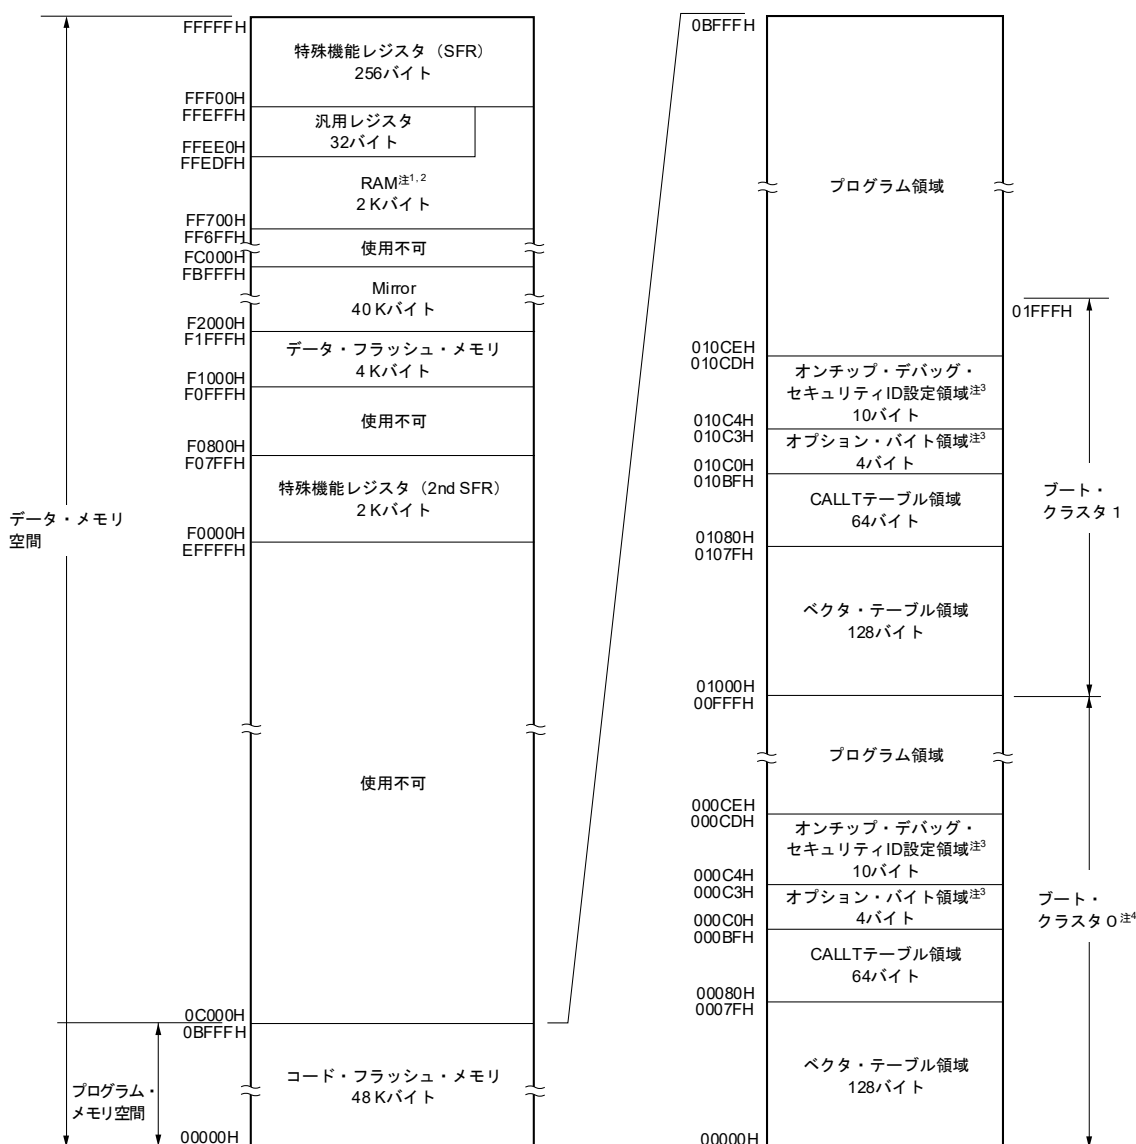 FFFFFH
特殊機能レジスタ（SFR）
256バイト
FFF00H
FFEFFH
汎用レジスタ
32バイト
FFEE0H
FFEDFH
RAM注1, 2
2 Kバイト
FF700H
FF6FFH
使用不可
FC000H
FBFFFH
Mirror
40 Kバイト
F2000H
F1FFFH
データ・フラッシュ・メモリ
4 Kバイト
F1000H
F0FFFH
使用不可
F0800H
F07FFH
特殊機能レジスタ（2nd SFR）
2 Kバイト
F0000H
EFFFFH
データ・メモリ
空間
使用不可
0C000H
0BFFFH
コード・フラッシュ・メモリ
48 Kバイト
プログラム・
メモリ空間
00000H
0BFFFH
プログラム領域
01FFFH
010CEH
010CDH
オンチップ・デバッグ・
セキュリティID設定領域注3
10バイト
010C4H
010C3H
オプション・バイト領域注3
4バイト
010C0H
010BFH
CALLTテーブル領域
64バイト
01080H
0107FH
ブート・
クラスタ 1
ベクタ・テーブル領域
128バイト
01000H
00FFFH
プログラム領域
000CEH
000CDH
オンチップ・デバッグ・
セキュリティID設定領域注3
10バイト
000C4H
000C3H
オプション・バイト領域注3
4バイト
000C0H
000BFH
ブート・
クラスタ 0注4
CALLTテーブル領域
64バイト
00080H
0007FH
ベクタ・テーブル領域
128バイト
00000H